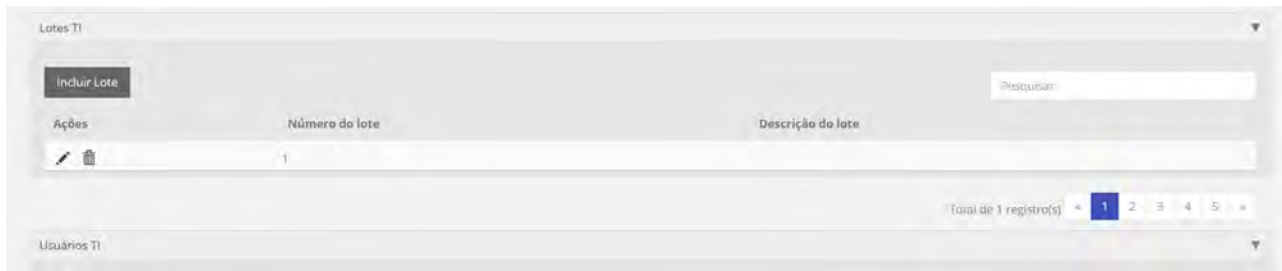 Lotes TI
Incluir Lote
Pesquisar
Ações Número do lote Descrição do lote
1
Total de 1 registro(s) « 1 2 3 4 5 »
Usuários TI